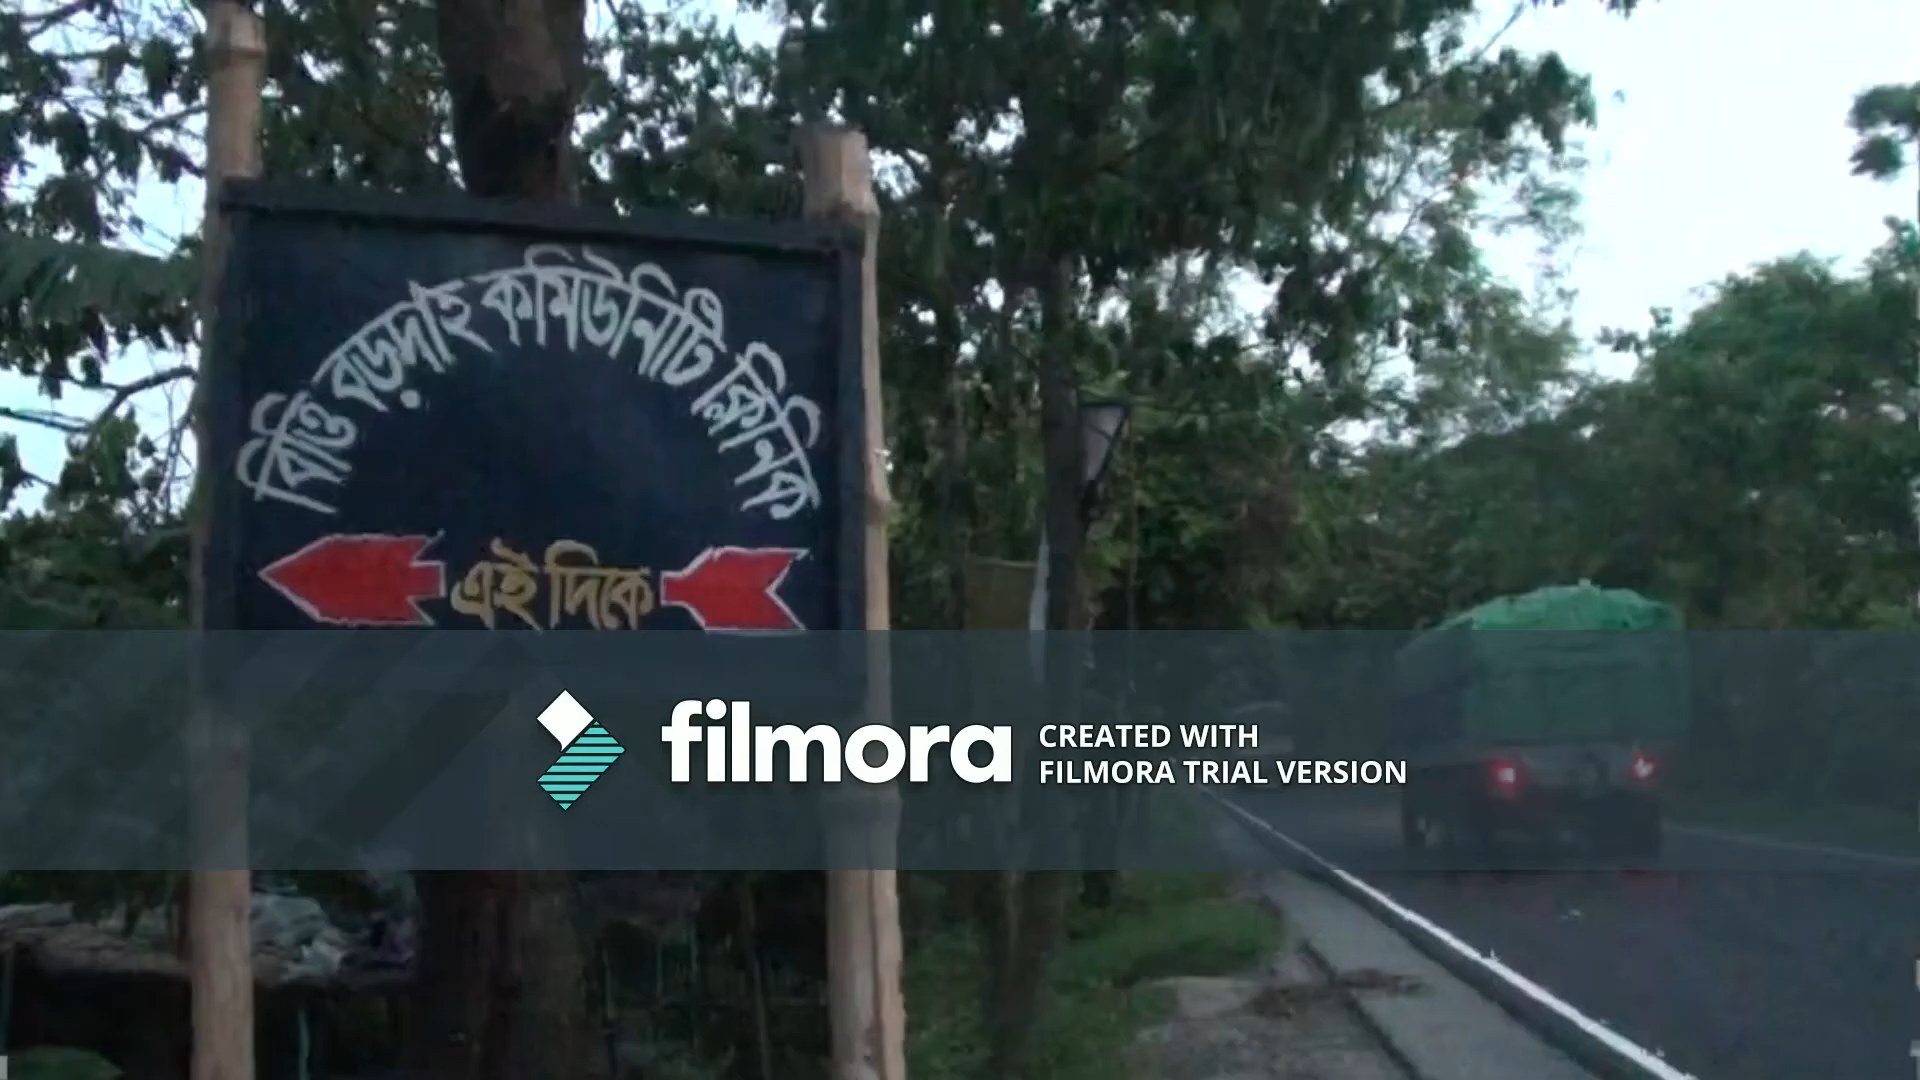 বিত্তি বড়দাহ কমিউনিটি ক্লিনিক
এই দিকে
filmora
CREATED WITH
FILMORA TRIAL VERSION